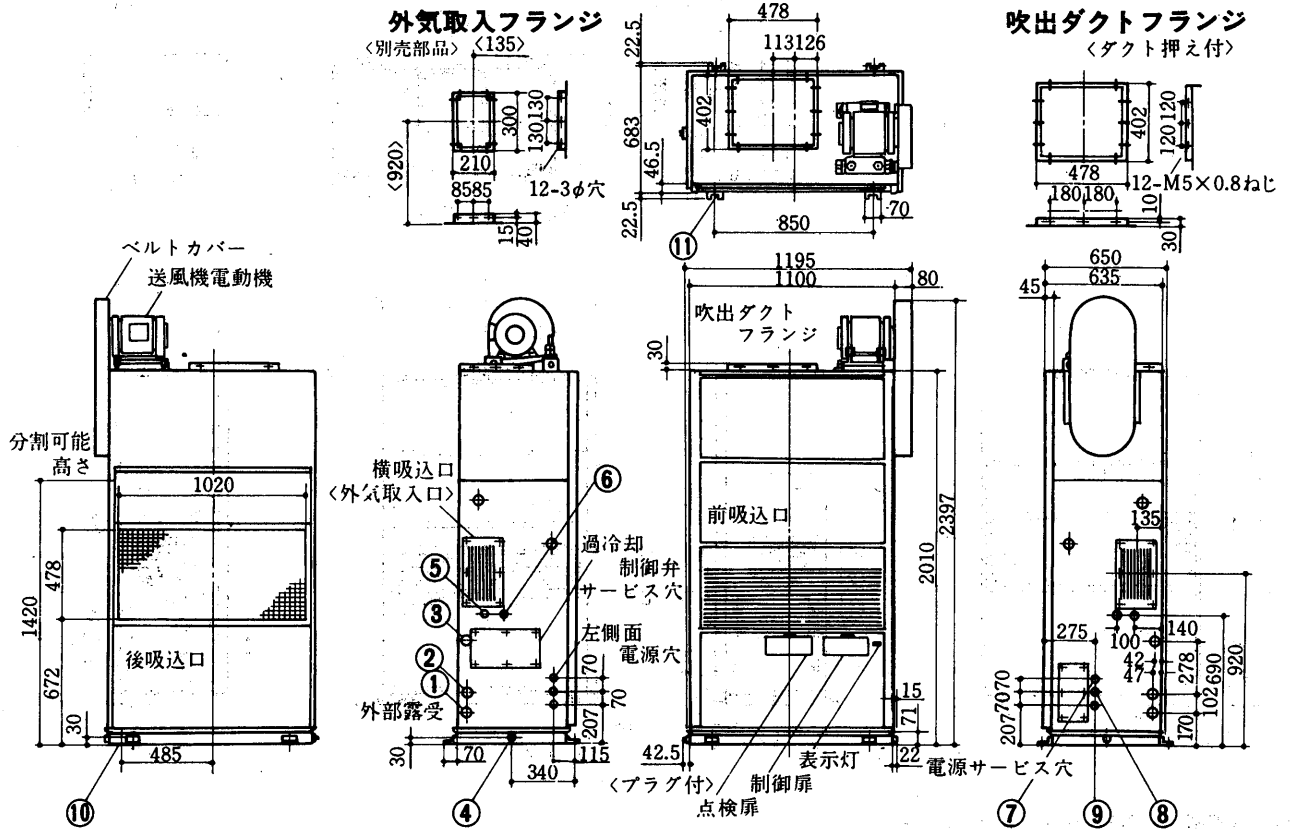 外気取入フランジ
〈別売部品〉
〈135〉
300
130
130
210
〈920〉
8585
12-3φ穴
15
40
478
113126
22.5
402
683
46.5
22.5
70
850
⑪
吹出ダクトフランジ
〈ダクト押え付〉
402
120
120
478
12-M5×0.8ねじ
180 180
10
30
ベルトカバー
送風機電動機
分割可能
高さ
1020
478
1420
672
後吸込口
30
485
⑩
横吸込口
〈外気取入口〉
⑥
過冷却
制御弁
サービス穴
⑤
③
左側面
電源穴
②
①
外部露受
70
70
207
30
70
115
340
④
1195
1100
80
吹出ダクト
フランジ
30
前吸込口
2010
2397
15
71
42.5
22
〈プラグ付〉
点検扉
制御扉
表示灯
650
635
45
135
275
100
140
42
47
278
690
920
102
170
70
70
207
電源サービス穴
⑦
⑨
⑧